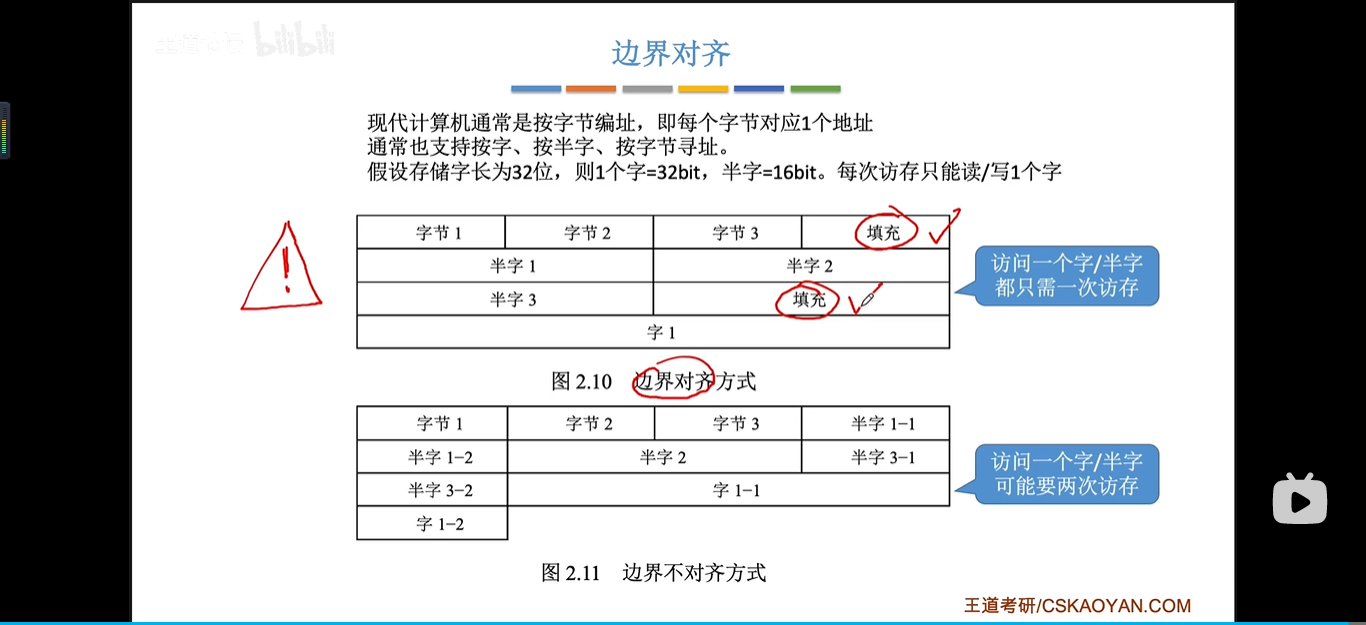 bilibili
边界对齐
现代计算机通常是按字节编址，即每个字节对应1个地址
通常也支持按字、按半字、按字节寻址。
假设存储字长为32位，则1个字=32bit，半字=16bit。每次访存只能读/写1个字
字节 1 字节 2 字节 3 填充
半字 1 半字 2
半字 3 填充
字 1
访问一个字/半字
都只需一次访存
图 2.10 边界对齐方式
字节 1 字节 2 字节 3 半字 1-1
半字 1-2 半字 2 半字 3-1
半字 3-2 字 1-1
字 1-2
访问一个字/半字
可能要两次访存
图 2.11 边界不对齐方式
王道考研/CSKAOYAN.COM